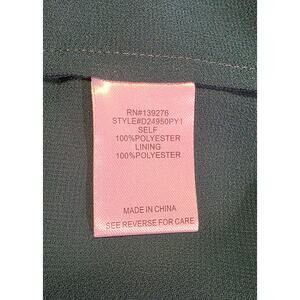 RN#139276
STYLE#D24950PY1
SELF
100%POLYESTER
LINING
100%POLYESTER
MADE IN CHINA
SEE REVERSE FOR CARE